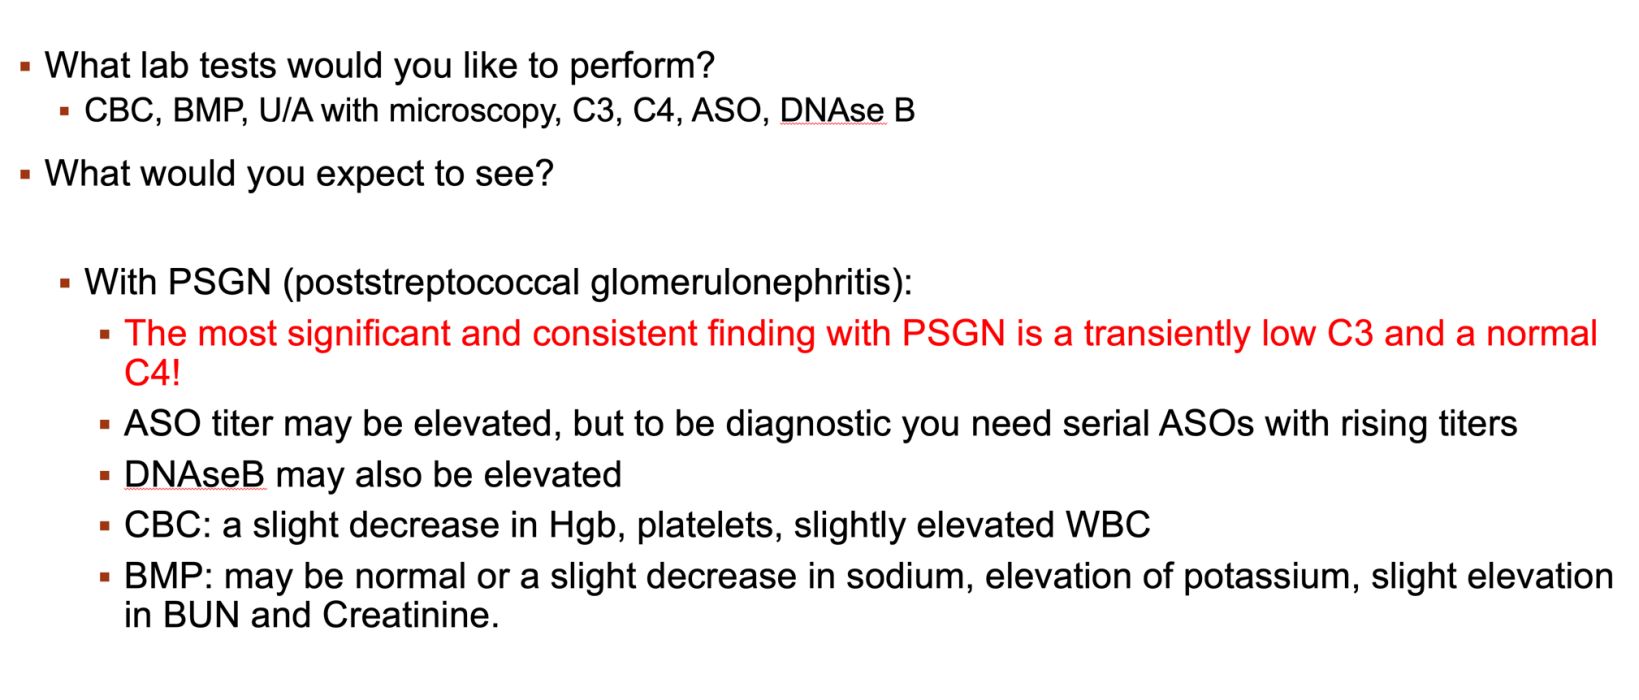 ▪ What lab tests would you like to perform?
▪ CBC, BMP, U/A with microscopy, C3, C4, ASO, DNAse B
▪ What would you expect to see?
▪ With PSGN (poststreptococcal glomerulonephritis):
▪ The most significant and consistent finding with PSGN is a transiently low C3 and a normal
C4!
▪ ASO titer may be elevated, but to be diagnostic you need serial ASOs with rising titers
▪ DNAseB may also be elevated
▪ CBC: a slight decrease in Hgb, platelets, slightly elevated WBC
▪ BMP: may be normal or a slight decrease in sodium, elevation of potassium, slight elevation
in BUN and Creatinine.